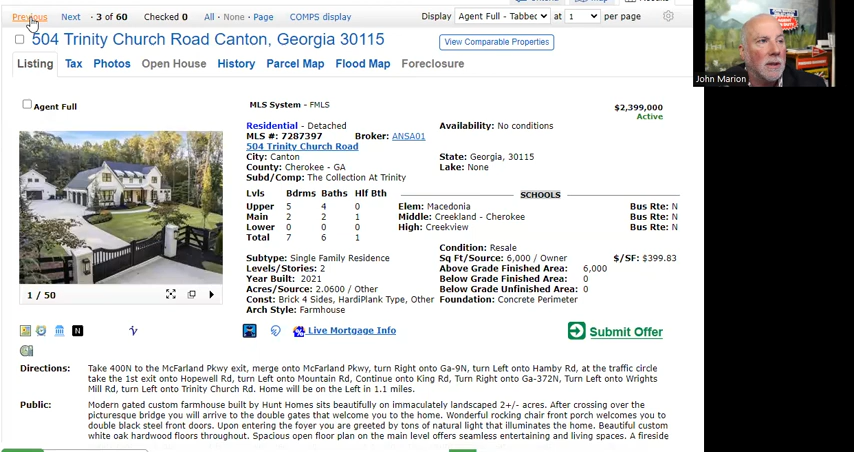 Previous Next · 3 of 60 Checked 0 All · None · Page COMPS display Display Agent Full - Tabbec at 1 per page
504 Trinity Church Road Canton, Georgia 30115 View Comparable Properties
Listing Tax Photos Open House History Parcel Map Flood Map Foreclosure
John Marion
Agent Full
MLS System - FMLS $2,399,000
Active
Residential - Detached Availability: No conditions
MLS #: 7287397 Broker: ANSA01
504 Trinity Church Road
City: Canton State: Georgia, 30115
County: Cherokee - GA Lake: None
Subd/Comp: The Collection At Trinity
Lvls Bdrms Baths Hlf Bth SCHOOLS
Upper 5 4 0 Elem: Macedonia Bus Rte: N
Main 2 2 1 Middle: Creekland - Cherokee Bus Rte: N
Lower 0 0 0 High: Creekview Bus Rte: N
Total 7 6 1
Condition: Resale
Subtype: Single Family Residence Sq Ft/Source: 6,000 / Owner $/SF: $399.83
Levels/Stories: 2 Above Grade Finished Area: 6,000
Year Built: 2021 Below Grade Finished Area: 0
Acres/Source: 2.0600 / Other Below Grade Unfinished Area: 0
Const: Brick 4 Sides, HardiPlank Type, Other Foundation: Concrete Perimeter
Arch Style: Farmhouse
1 / 50
N Live Mortgage Info Submit Offer
Directions: Take 400N to the McFarland Pkwy exit, merge onto McFarland Pkwy, turn Right onto Ga-9N, turn Left onto Hamby Rd, at the traffic circle
take the 1st exit onto Hopewell Rd, turn Left onto Mountain Rd, Continue onto King Rd, Turn Right onto Ga-372N, Turn Left onto Wrights
Mill Rd, turn Left onto Trinity Church Rd. Home will be on the Left in 1.1 miles.
Public: Modern gated custom farmhouse built by Hunt Homes sits beautifully on immaculately landscaped 2+/- acres. After crossing over the
picturesque bridge you will arrive to the double gates that welcome you to the home. Wonderful rocking chair front porch welcomes you to
double black steel front doors. Upon entering the foyer you are greeted by tons of natural light that illuminates the home. Beautiful custom
white oak hardwood floors throughout. Spacious open floor plan on the main level offers seamless entertaining and living spaces. A fireside